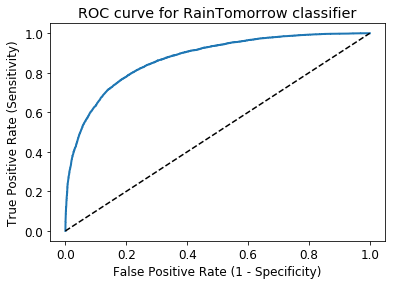 ROC curve for RainTomorrow classifier
True Positive Rate (Sensitivity)
1.0
0.8
0.6
0.4
0.2
0.0
0.0 0.2 0.4 0.6 0.8 1.0
False Positive Rate (1 - Specificity)